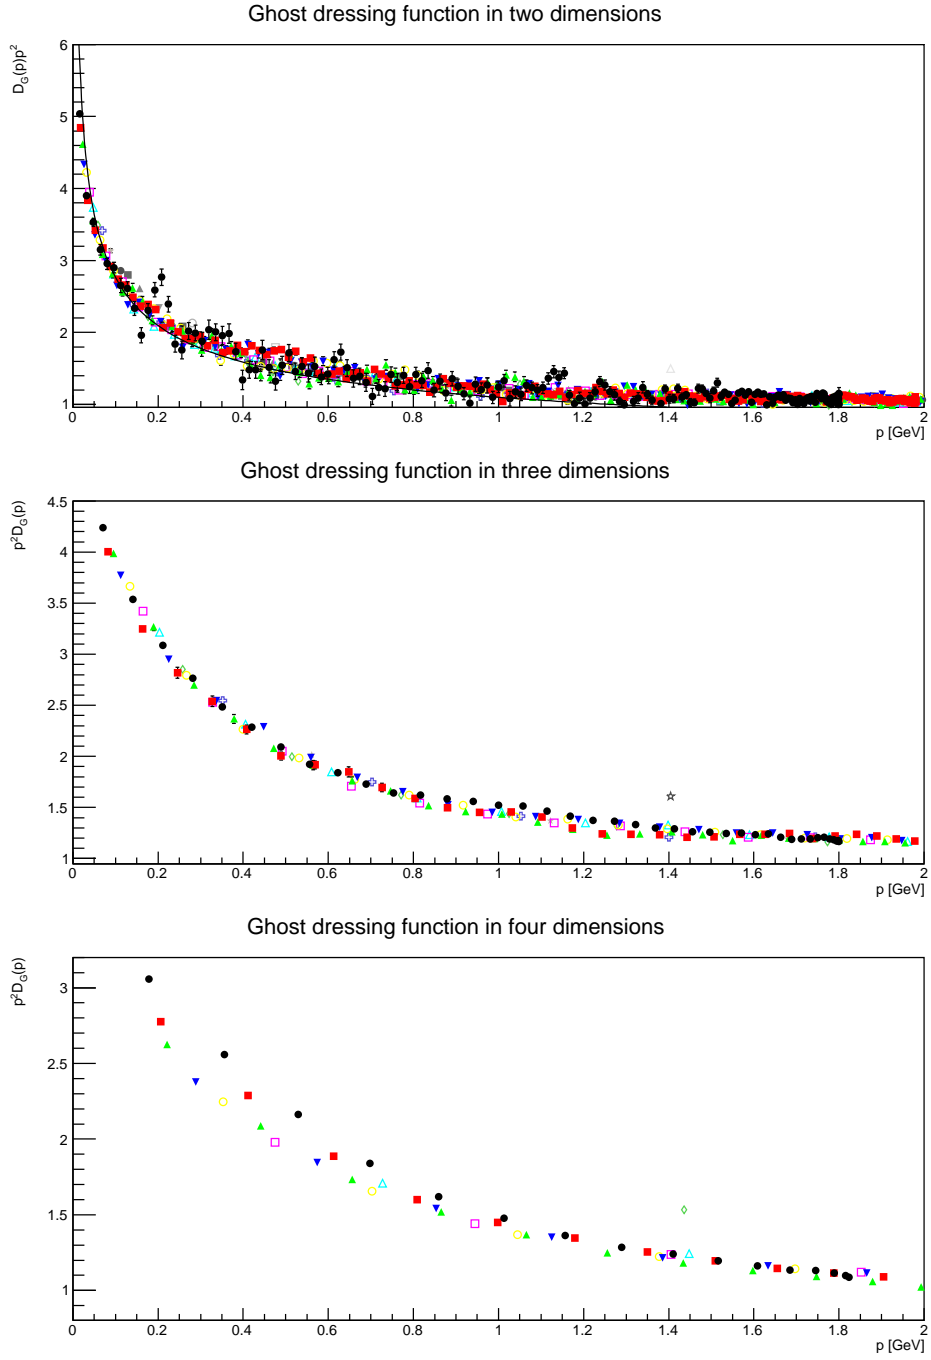 Ghost dressing function in two dimensions
D_G(p)p²
6
5
4
3
2
1
0 0.2 0.4 0.6 0.8 1 1.2 1.4 1.6 1.8 2
p [GeV]
Ghost dressing function in three dimensions
p²D_G(p)
4.5
4
3.5
3
2.5
2
1.5
1
0 0.2 0.4 0.6 0.8 1 1.2 1.4 1.6 1.8 2
p [GeV]
Ghost dressing function in four dimensions
p²D_G(p)
3
2.5
2
1.5
1
0 0.2 0.4 0.6 0.8 1 1.2 1.4 1.6 1.8 2
p [GeV]